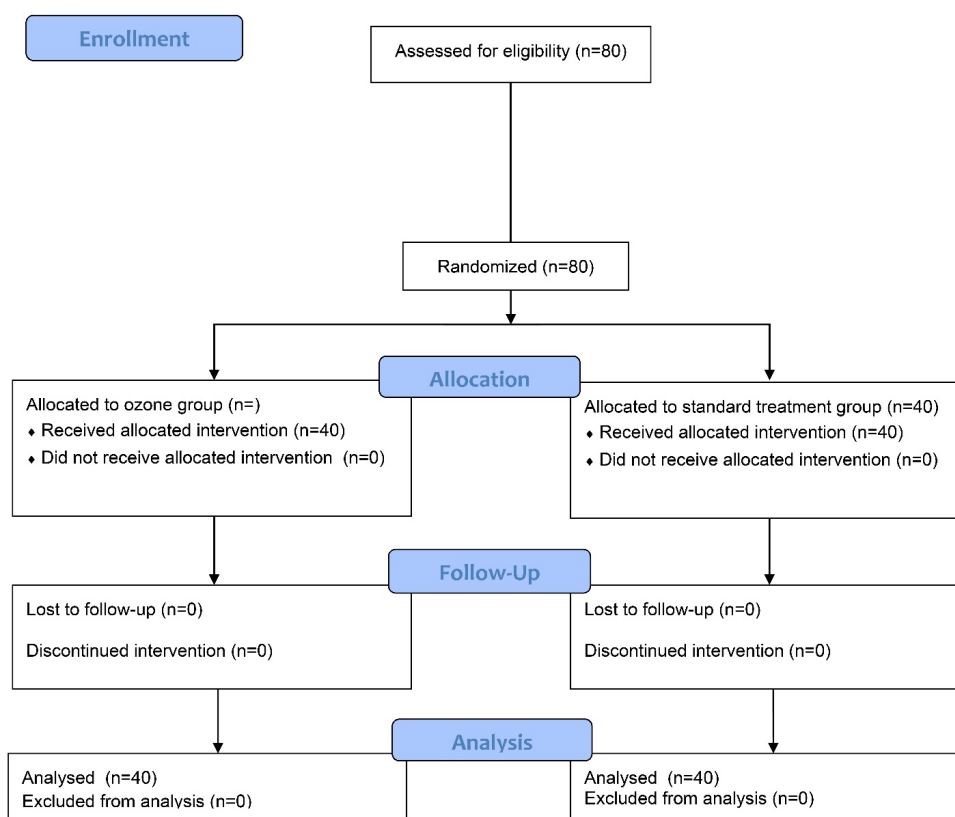 Enrollment
Assessed for eligibility (n=80)
Randomized (n=80)
Allocation
Allocated to ozone group (n=)
♦ Received allocated intervention (n=40)
♦ Did not receive allocated intervention (n=0)
Allocated to standard treatment group (n=40)
♦ Received allocated intervention (n=40)
♦ Did not receive allocated intervention (n=0)
Follow-Up
Lost to follow-up (n=0)
Discontinued intervention (n=0)
Lost to follow-up (n=0)
Discontinued intervention (n=0)
Analysis
Analysed (n=40)
Excluded from analysis (n=0)
Analysed (n=40)
Excluded from analysis (n=0)